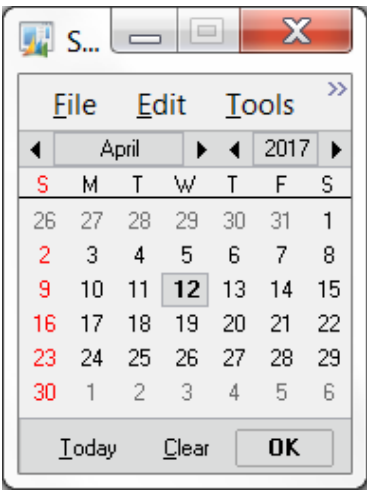 S...
File Edit Tools »
April 2017
S M T W T F S
26 27 28 29 30 31 1
2 3 4 5 6 7 8
9 10 11 12 13 14 15
16 17 18 19 20 21 22
23 24 25 26 27 28 29
30 1 2 3 4 5 6
Today Clear OK